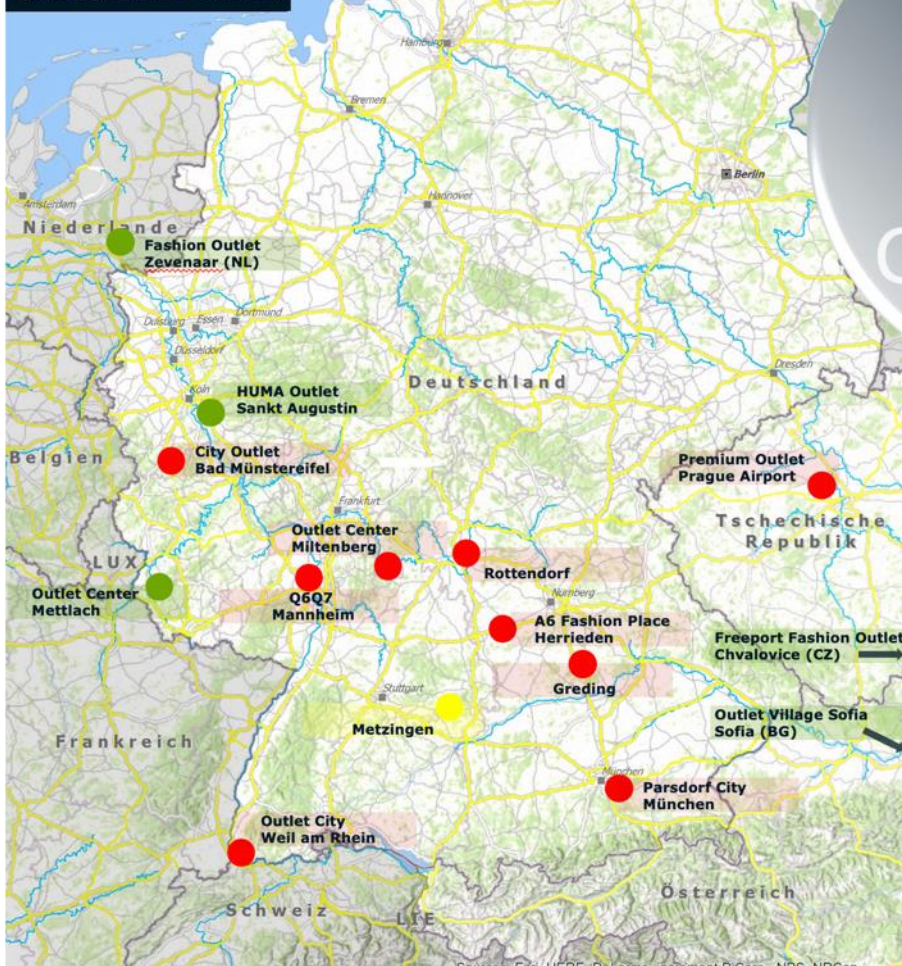 Hamburg
Bremen
Berlin
Amsterdam
Hannover
Niederlande
Fashion Outlet
Zevenaar (NL)
Duisburg
Essen
Dortmund
Düsseldorf
Dresden
Deutschland
Köln
HUMA Outlet
Sankt Augustin
Belgien
City Outlet
Bad Münstereifel
Premium Outlet
Prague Airport
Frankfurt
Tschechische
Republik
Outlet Center
Miltenberg
LUX
Rottendorf
Outlet Center
Mettlach
Q6Q7
Mannheim
Nürnberg
A6 Fashion Place
Herrieden
Freeport Fashion Outlet
Chvalovice (CZ)
Greding
Stuttgart
Metzingen
Outlet Village Sofia
Sofia (BG)
Frankreich
München
Parsdorf City
München
Outlet City
Weil am Rhein
Österreich
Schweiz
LIE